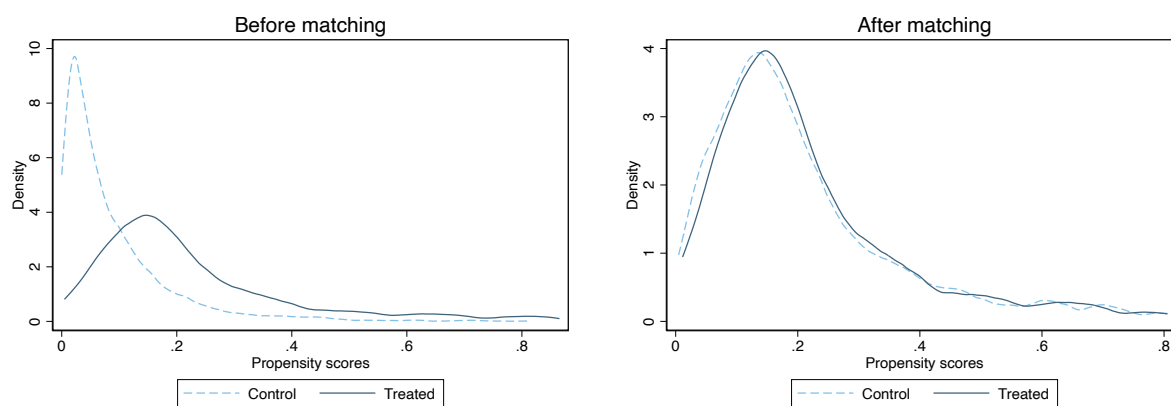 Before matching
Density
10
8
6
4
2
0
0 .2 .4 .6 .8
Propensity scores
Control Treated
After matching
Density
4
3
2
1
0
0 .2 .4 .6 .8
Propensity scores
Control Treated